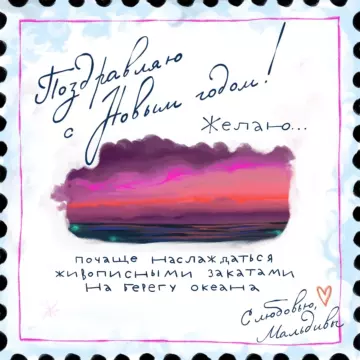 Поздравляю
с Новым годом!
Желаю...
почаще наслаждаться
живописными закатами
на берегу океана
С любовью,
Мальдивы